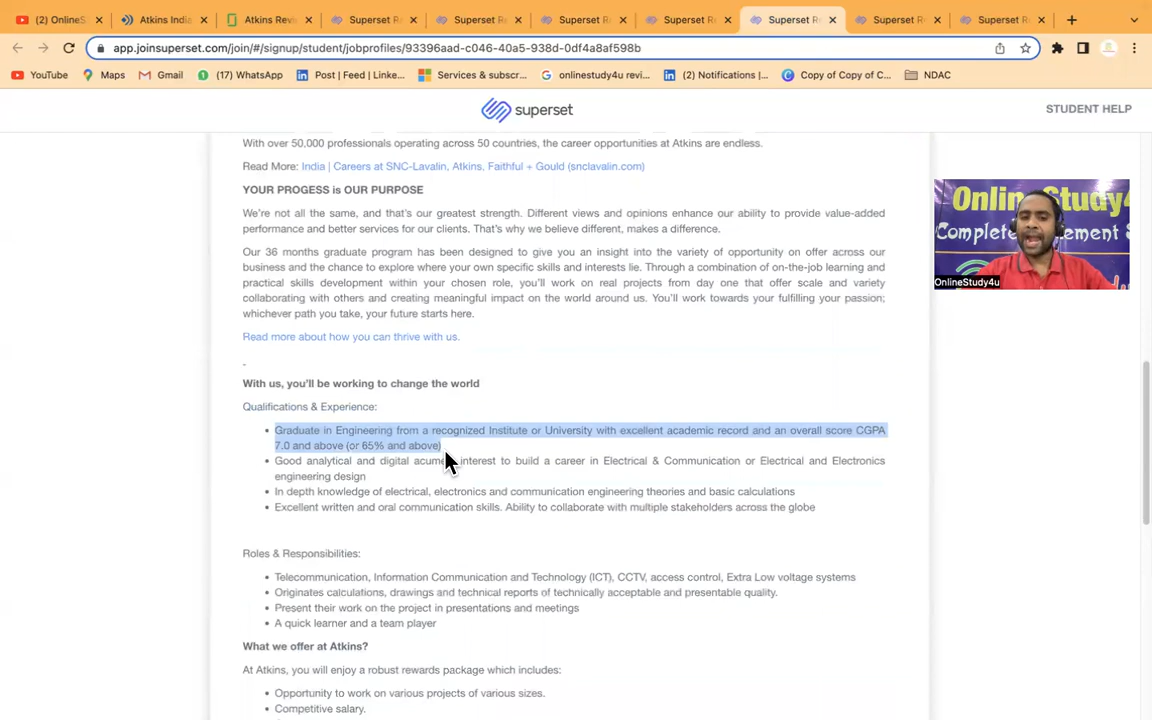 (2) OnlineS
Atkins India
Atkins Rev
Superset R
Superset R
Superset R
Superset R
Superset R
Superset R
Superset R
app.joinsuperset.com/join/#/signup/student/jobprofiles/93396aad-c046-40a5-938d-0df4a8af598b
YouTube
Maps
Gmail
(17) WhatsApp
Post | Feed | Linke...
Services & subscr...
onlinestudy4u revi...
(2) Notifications |...
Copy of Copy of C...
NDAC
superset
STUDENT HELP
With over 50,000 professionals operating across 50 countries, the career opportunities at Atkins are endless.
Read More: India | Careers at SNC-Lavalin, Atkins, Faithful + Gould (snclavalin.com)
YOUR PROGESS is OUR PURPOSE
We're not all the same, and that's our greatest strength. Different views and opinions enhance our ability to provide value-added
performance and better services for our clients. That's why we believe different, makes a difference.
Our 36 months graduate program has been designed to give you an insight into the variety of opportunity on offer across our
business and the chance to explore where your own specific skills and interests lie. Through a combination of on-the-job learning and
practical skills development within your chosen role, you'll work on real projects from day one that offer scale and variety
collaborating with others and creating meaningful impact on the world around us. You'll work towards your fulfilling your passion;
whichever path you take, your future starts here.
Read more about how you can thrive with us.
-
With us, you'll be working to change the world
Qualifications & Experience:
• Graduate in Engineering from a recognized Institute or University with excellent academic record and an overall score CGPA
7.0 and above (or 65% and above)
• Good analytical and digital acume interest to build a career in Electrical & Communication or Electrical and Electronics
engineering design
• In depth knowledge of electrical, electronics and communication engineering theories and basic calculations
• Excellent written and oral communication skills. Ability to collaborate with multiple stakeholders across the globe
Roles & Responsibilities:
• Telecommunication, Information Communication and Technology (ICT), CCTV, access control, Extra Low voltage systems
• Originates calculations, drawings and technical reports of technically acceptable and presentable quality.
• Present their work on the project in presentations and meetings
• A quick learner and a team player
What we offer at Atkins?
At Atkins, you will enjoy a robust rewards package which includes:
• Opportunity to work on various projects of various sizes.
• Competitive salary.
Onlin Study4
Comple ement S
OnlineStudy4u